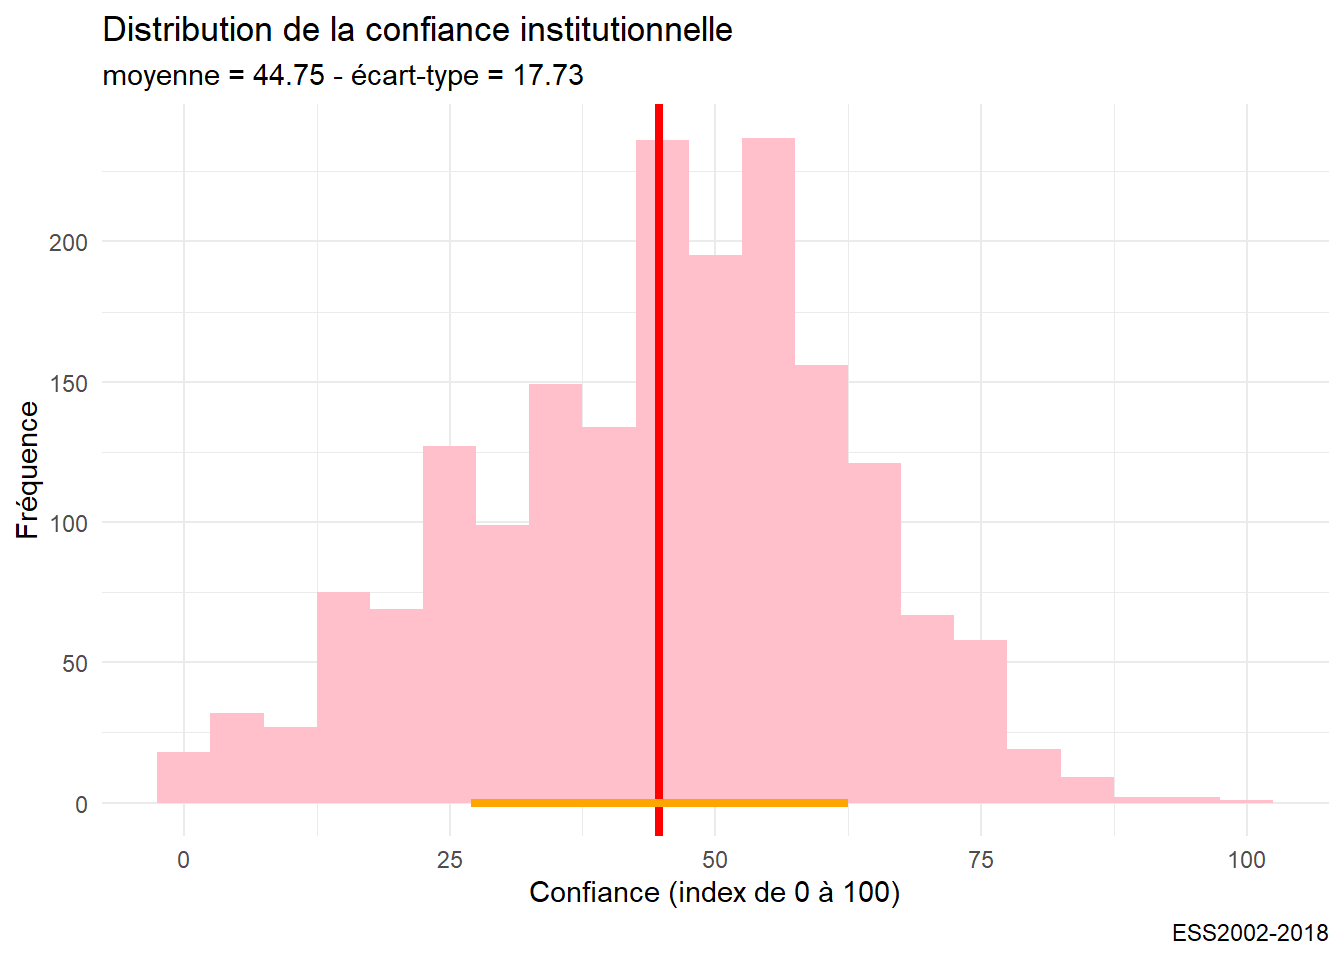 Distribution de la confiance institutionnelle
moyenne = 44.75 - écart-type = 17.73
Fréquence
200
150
100
50
0
0 25 50 75 100
Confiance (index de 0 à 100)
ESS2002-2018